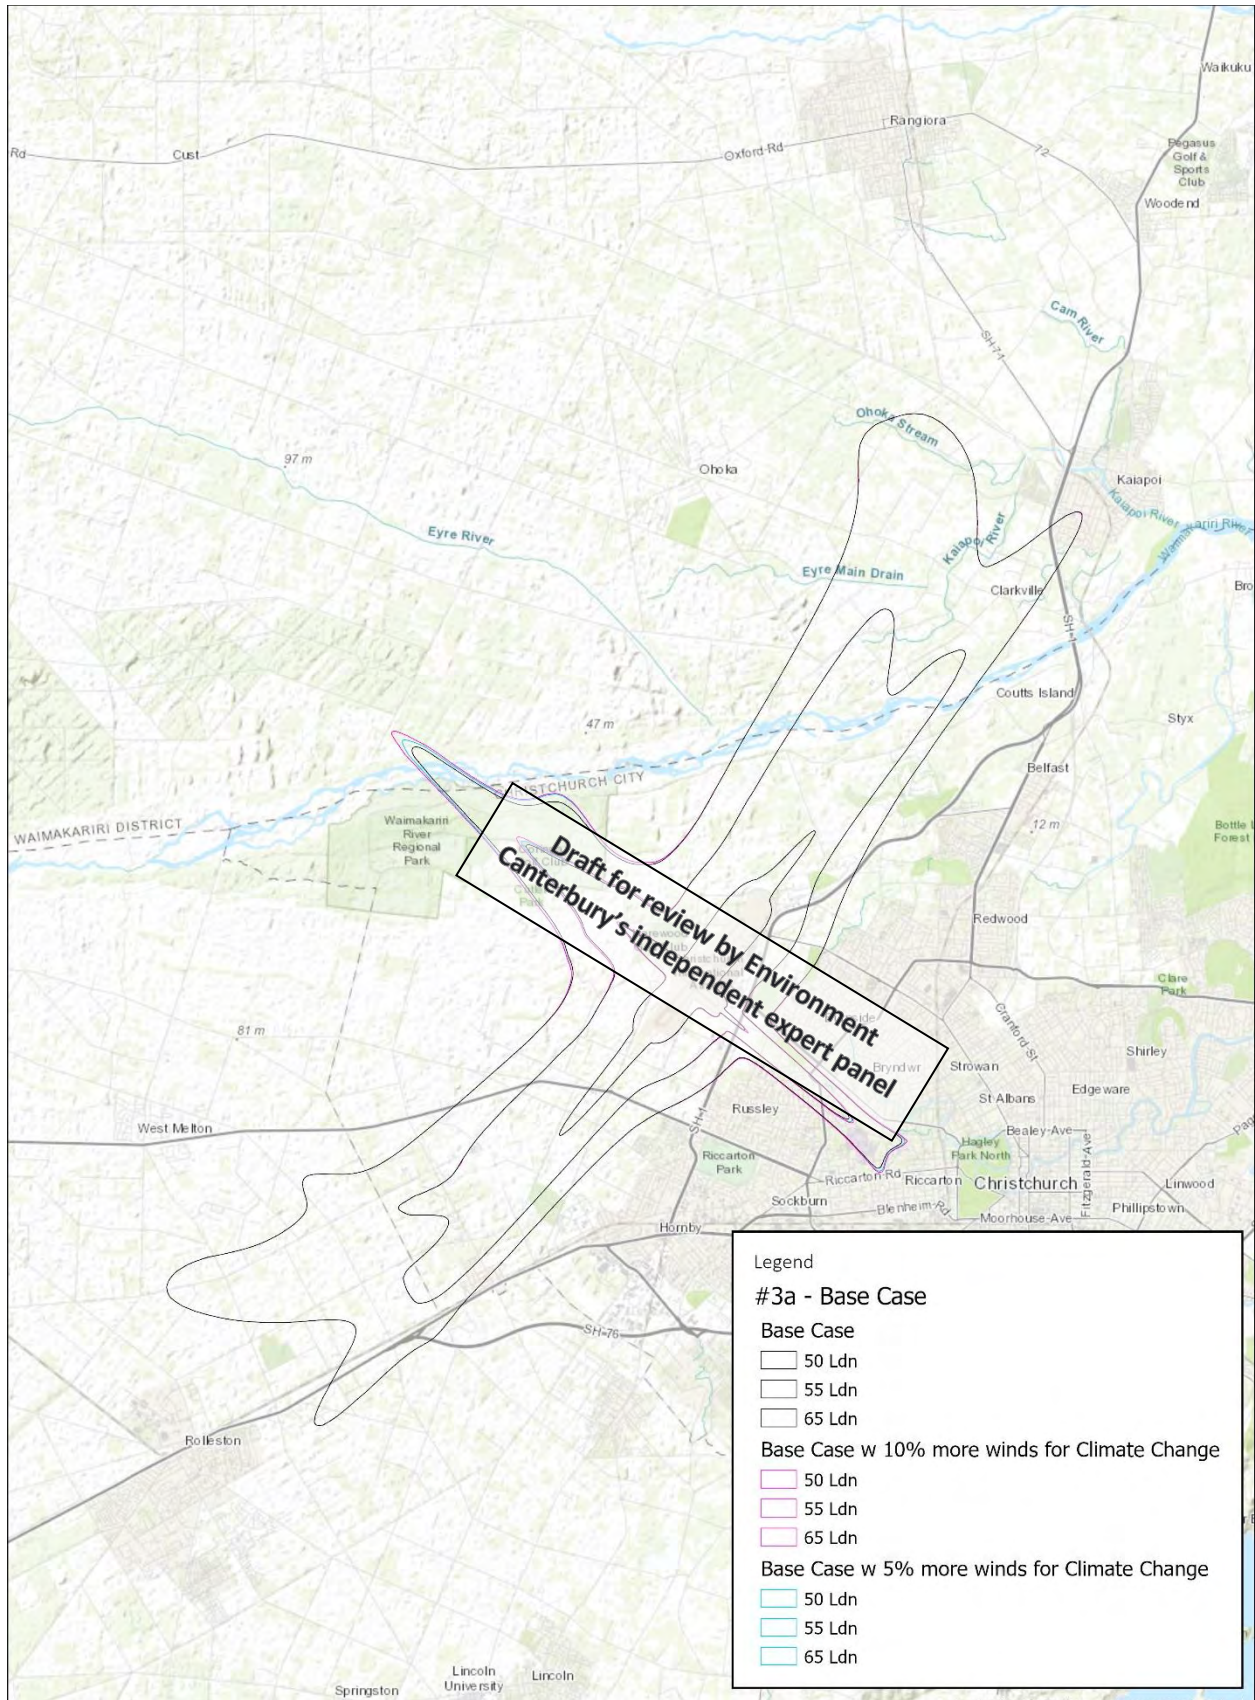 Waikuku
Rangiora
Pegasus
Golf &
Sports
Club
Rd
Cust
Oxford Rd
72
Woodend
Cam River
SH-71
Ohoka Stream
97 m
Ohoka
Kaiapoi
Kaiapoi River
Eyre River
Kaiapoi River
Eyre Main Drain
Clarkville
Bro
SH-1
Coutts Island
47 m
Styx
Belfast
CHRISTCHURCH CITY
WAIMAKARIRI DISTRICT
Waimakariri
River
Regional
Park
12 m
Bottle L
Forest
Draft for review by Environment
Canterbury's independent expert panel
Redwood
Clare
Park
81 m
Cranford-St
Shirley
Bryndwr
Strowan
Edgeware
St Albans
West Melton
SH-1
Russley
Bealey-Ave
Hagley
Park North
Riccarton
Park
Riccarton Rd
Riccarton
Christchurch
Fitzgerald-Ave
Linwood
Sockburn
Blenheim-Rd
Moorhouse-Ave
Phillipstown
Hornby
SH-76
Rolleston
Lincoln
University
Lincoln
Springston
Legend
#3a - Base Case
Base Case
50 Ldn
55 Ldn
65 Ldn
Base Case w 10% more winds for Climate Change
50 Ldn
55 Ldn
65 Ldn
Base Case w 5% more winds for Climate Change
50 Ldn
55 Ldn
65 Ldn